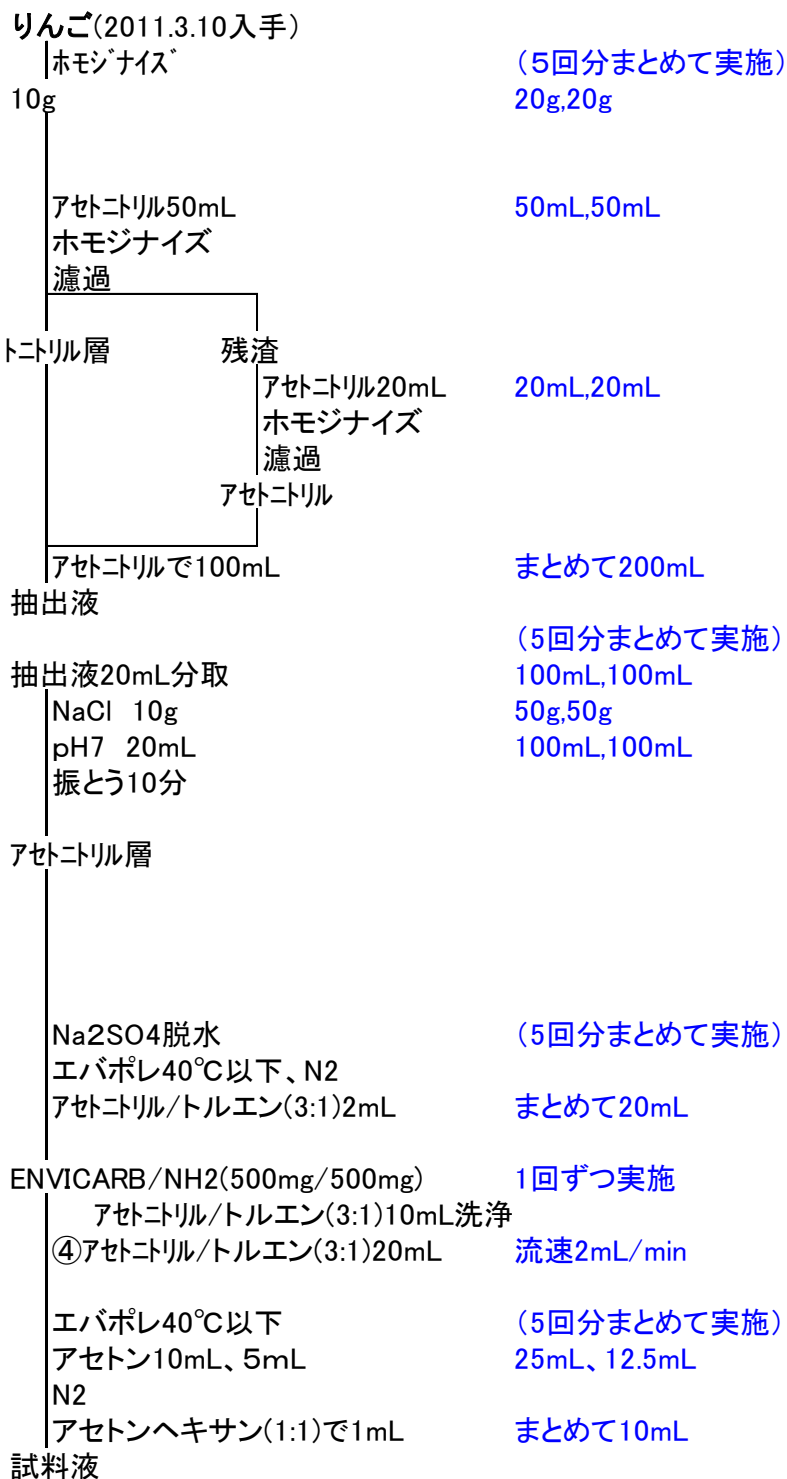 りんご(2011.3.10入手)
ﾎﾓｼﾞﾅｲｽﾞ (５回分まとめて実施)
10g 20g,20g
ｱｾﾄﾆﾄﾘﾙ50mL 50mL,50mL
ホモジナイズ
濾過
ﾄﾆﾄﾘﾙ層 残渣
ｱｾﾄﾆﾄﾘﾙ20mL 20mL,20mL
ホモジナイズ
濾過
ｱｾﾄﾆﾄﾘﾙ
ｱｾﾄﾆﾄﾘﾙで100mL まとめて200mL
抽出液
(5回分まとめて実施)
抽出液20mL分取 100mL,100mL
NaCl 10g 50g,50g
pH7 20mL 100mL,100mL
振とう10分
ｱｾﾄﾆﾄﾘﾙ層
Na２SO4脱水 (5回分まとめて実施)
エバポレ40℃以下、N2
ｱｾﾄﾆﾄﾘﾙ/トルエン(3:1)2mL まとめて20mL
ENVICARB/NH2(500mg/500mg) 1回ずつ実施
ｱｾﾄﾆﾄﾘﾙ/トルエン(3:1)10mL洗浄
④ｱｾﾄﾆﾄﾘﾙ/トルエン(3:1)20mL 流速2mL/min
エバポレ40℃以下 (5回分まとめて実施)
アセトン10mL、５ｍL 25mL、12.5mL
N2
アセトンヘキサン(1:1)で1mL まとめて10mL
試料液